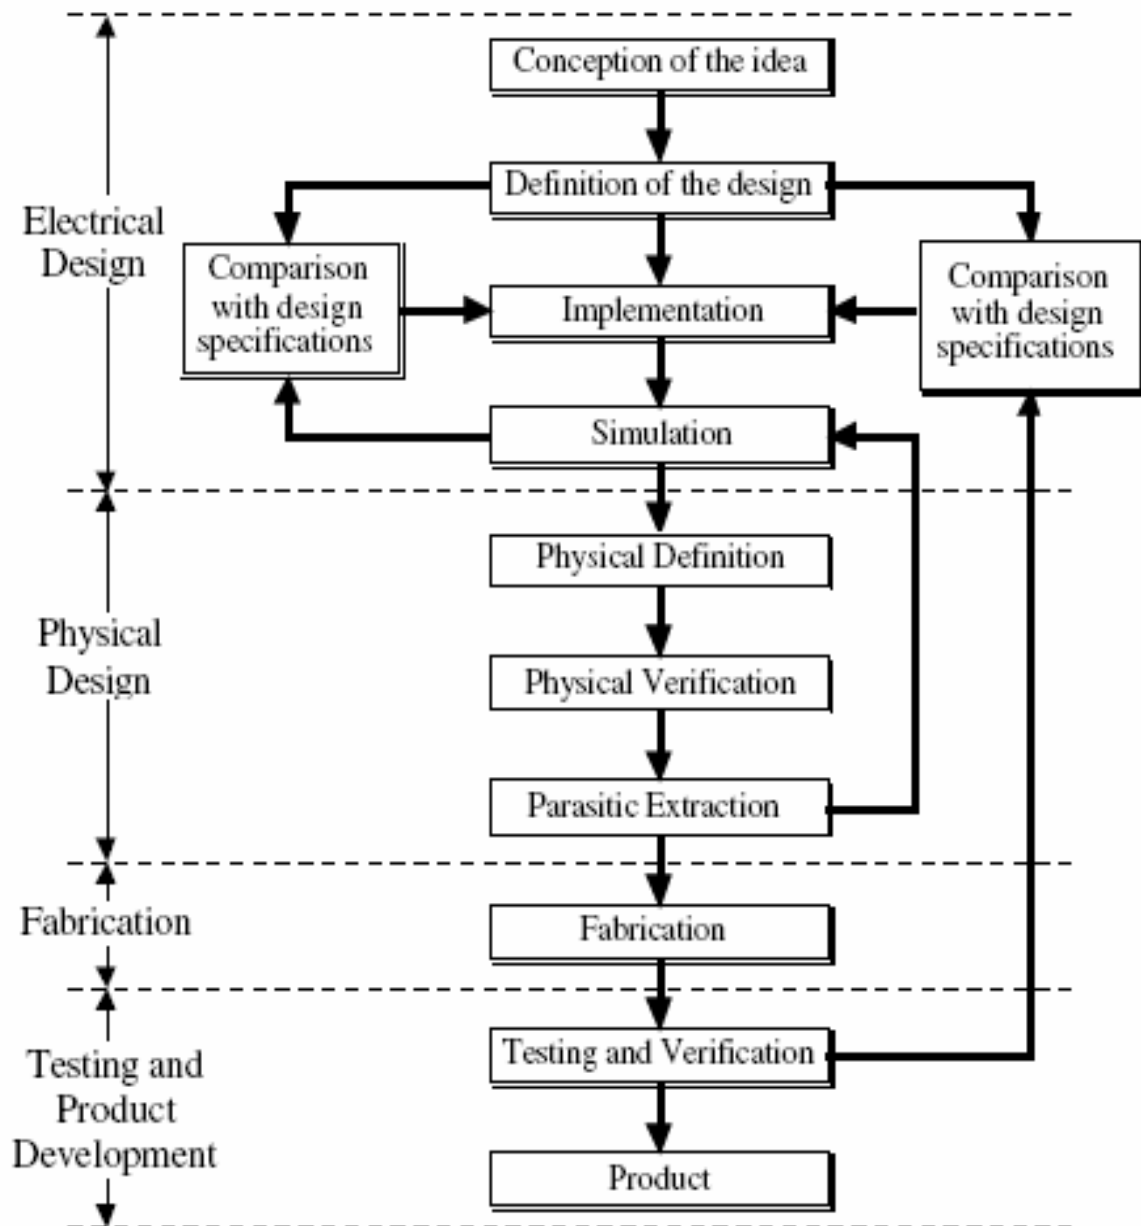 Conception of the idea
Definition of the design
Electrical
Design
Comparison
with design
specifications
Implementation
Comparison
with design
specifications
Simulation
Physical Definition
Physical
Design
Physical Verification
Parasitic Extraction
Fabrication
Fabrication
Testing and Verification
Testing and
Product
Development
Product